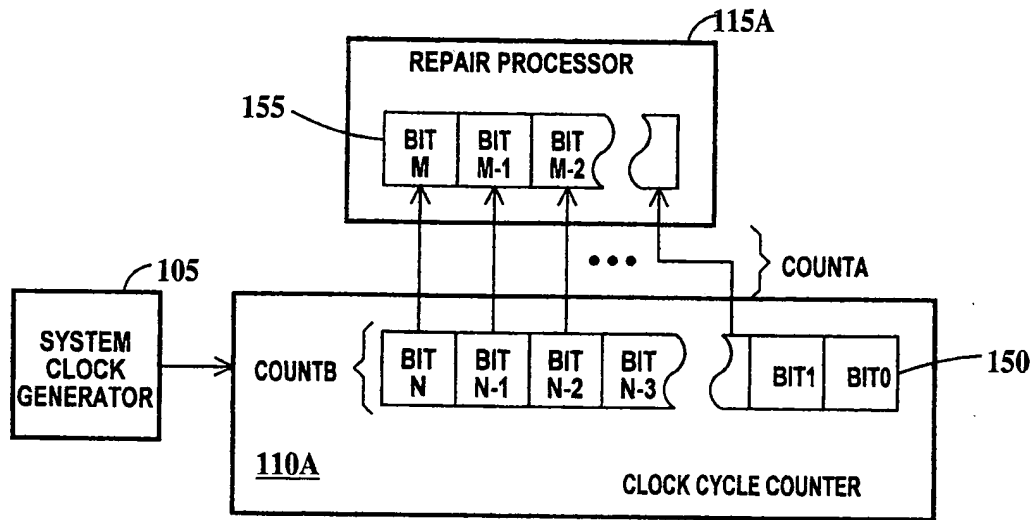 115A
REPAIR PROCESSOR
155
BIT M
BIT M-1
BIT M-2
COUNTA
105
SYSTEM
CLOCK
GENERATOR
COUNTB
BIT N
BIT N-1
BIT N-2
BIT N-3
BIT1
BIT0
150
110A
CLOCK CYCLE COUNTER